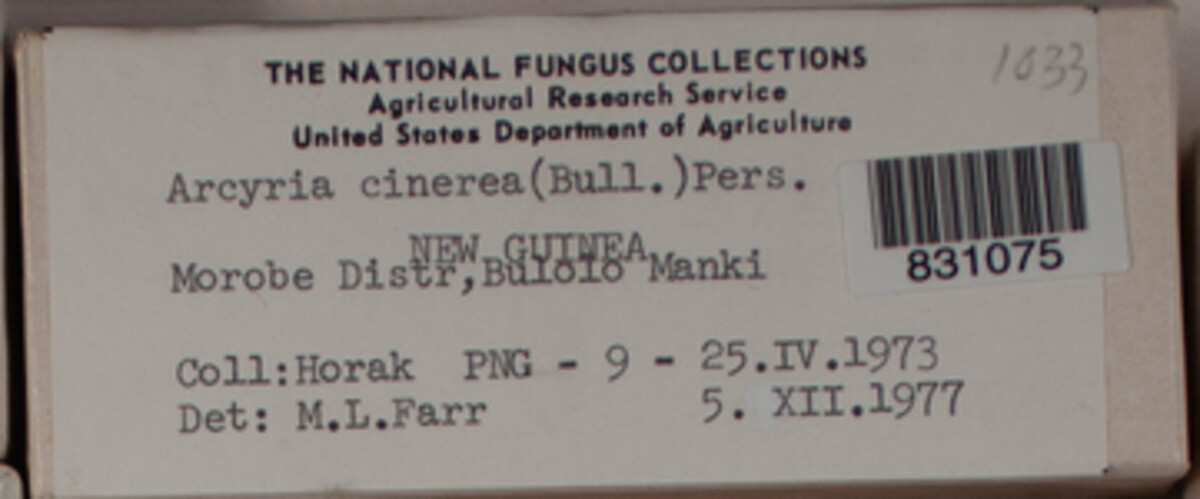 THE NATIONAL FUNGUS COLLECTIONS
1033
Agricultural Research Service
United States Department of Agriculture
Arcyria cinerea(Bull.)Pers.
NEW GUINEA
Morobe Distr,Bulolo Manki
831075
Coll:Horak PNG - 9 - 25.IV.1973
Det: M.L.Farr 5. XII.1977